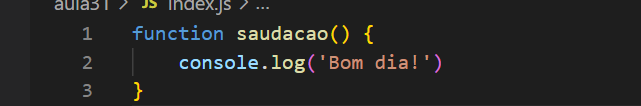 aula31 > JS index.js > ...
1 function saudacao() {
2 console.log('Bom dia!')
3 }